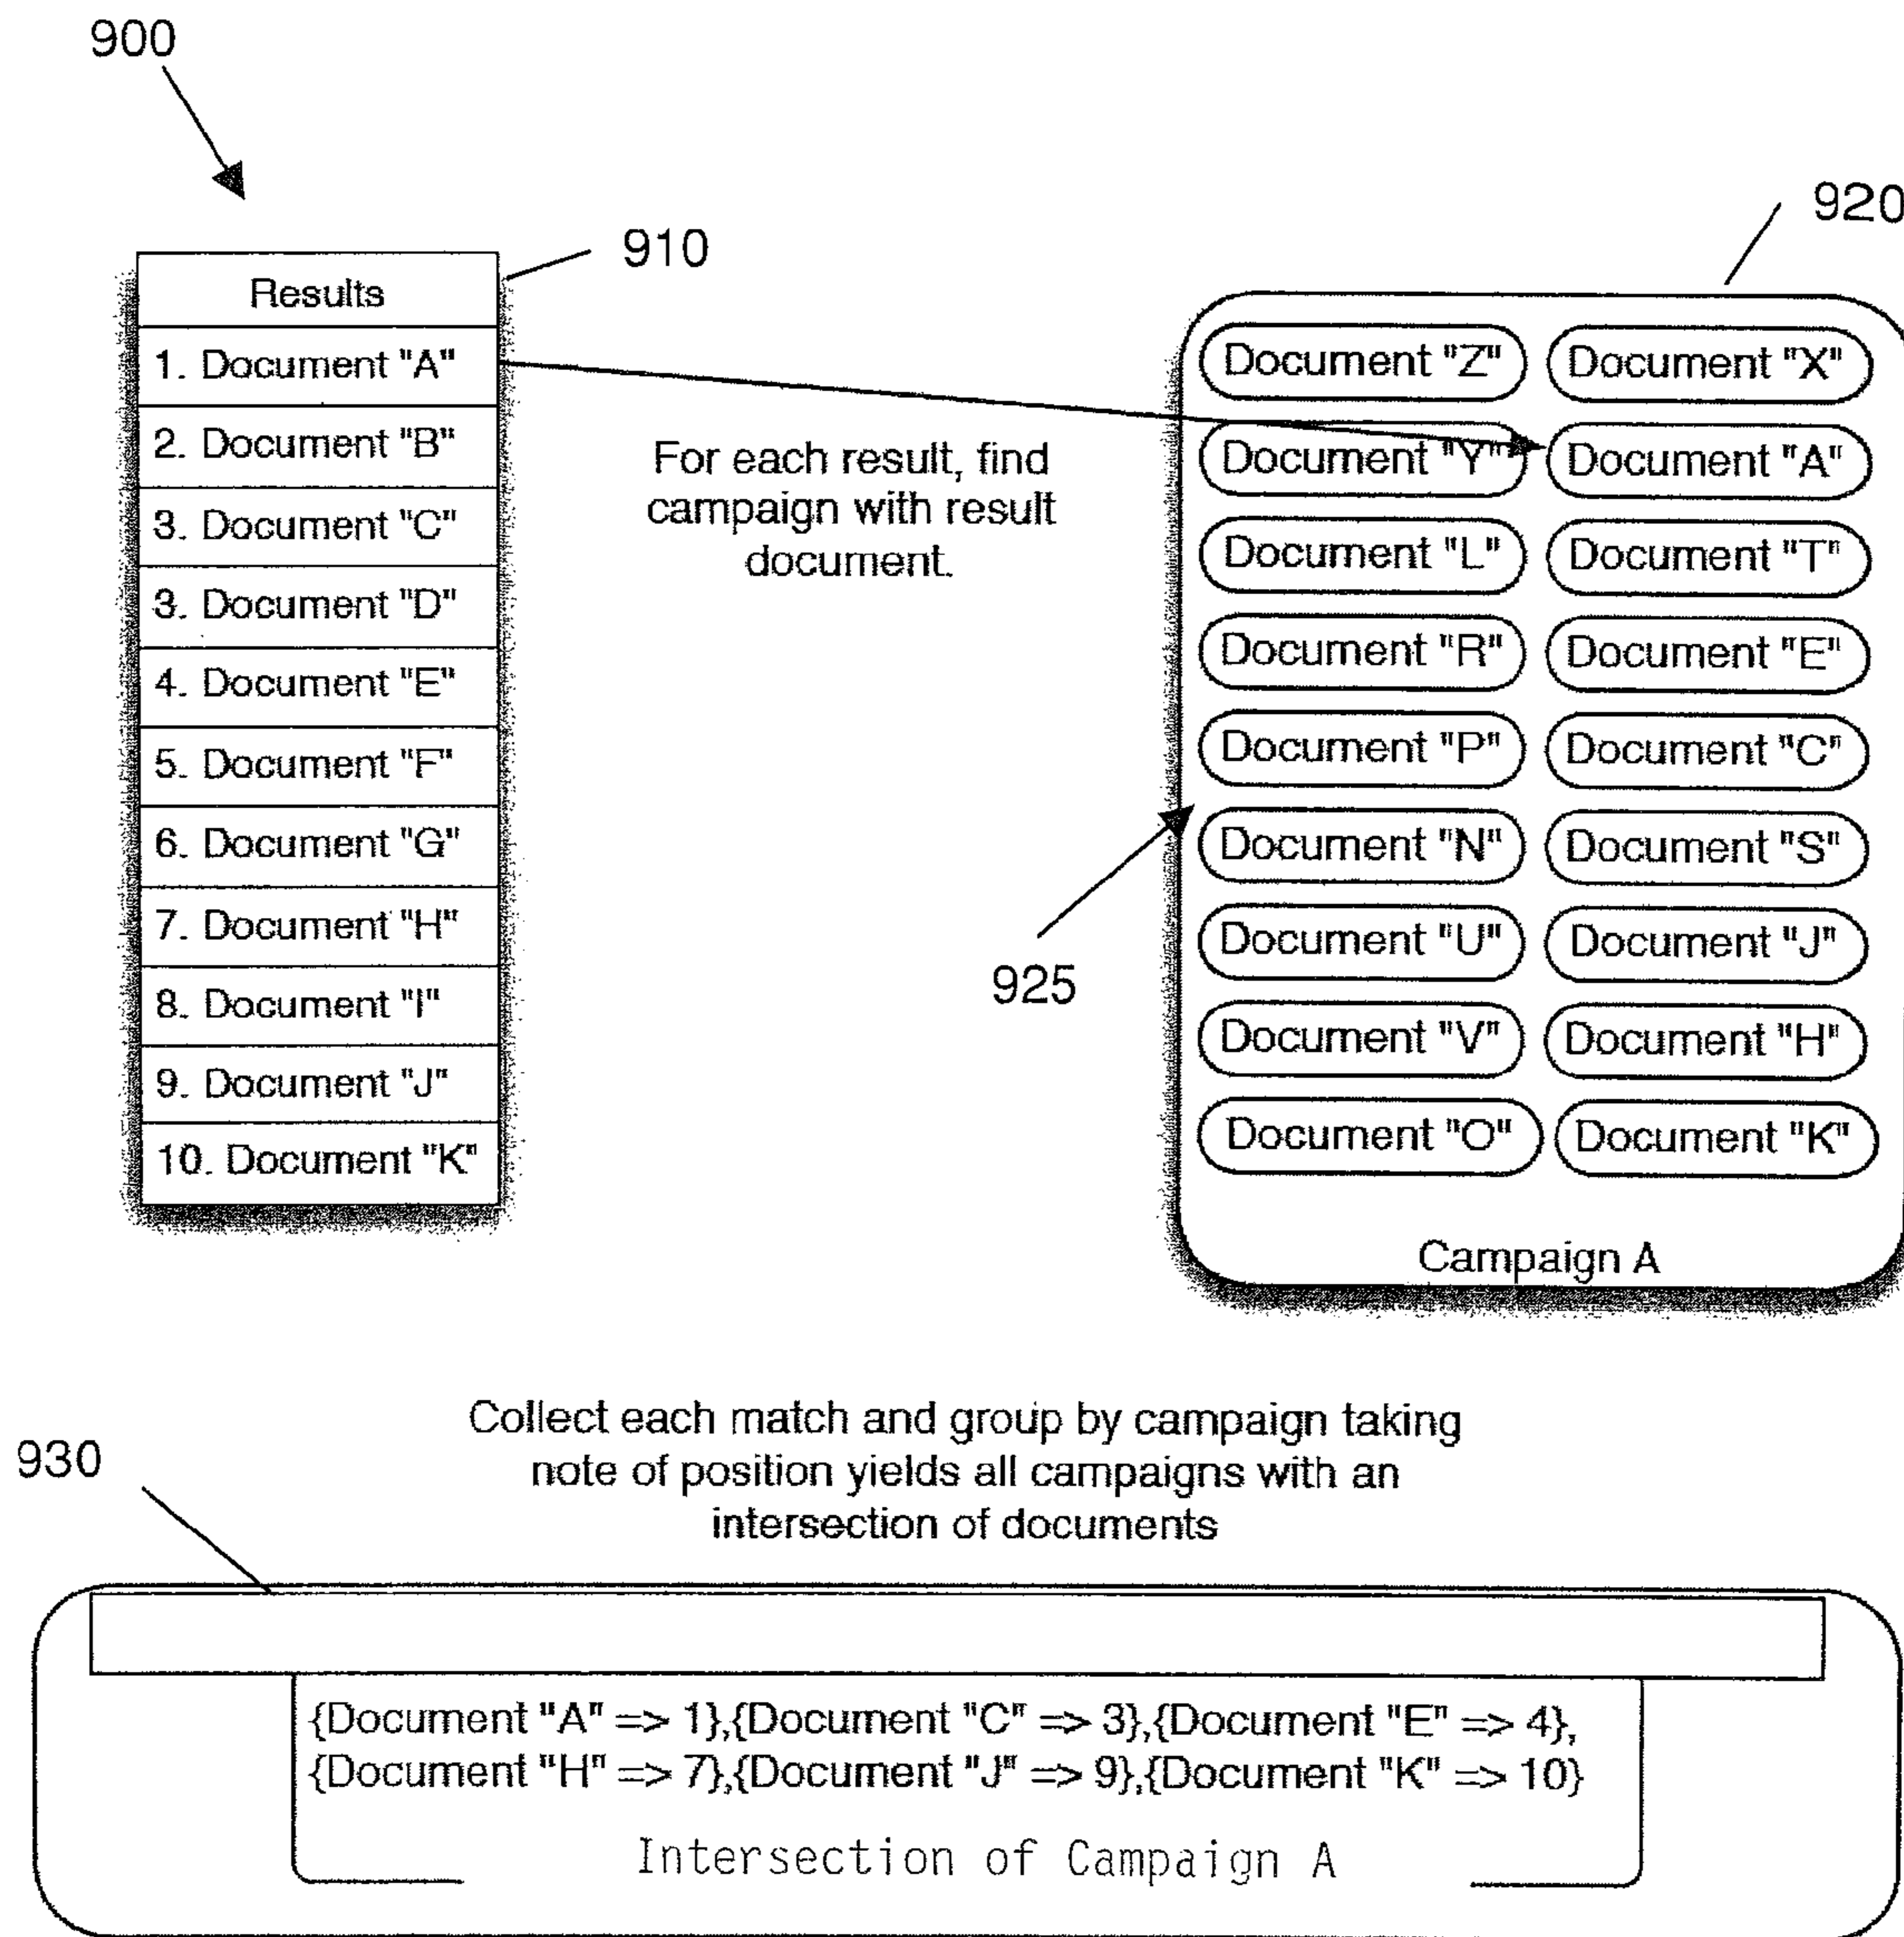 900
910
Results
1. Document "A"
2. Document "B"
3. Document "C"
3. Document "D"
4. Document "E"
5. Document "F"
6. Document "G"
7. Document "H"
8. Document "I"
9. Document "J"
10. Document "K"
For each result, find
campaign with result
document.
920
Document "Z" Document "X"
Document "Y" Document "A"
Document "L" Document "T"
Document "R" Document "E"
Document "P" Document "C"
Document "N" Document "S"
Document "U" Document "J"
Document "V" Document "H"
Document "O" Document "K"
Campaign A
925
Collect each match and group by campaign taking
note of position yields all campaigns with an
intersection of documents
930
{Document "A" => 1},{Document "C" => 3},{Document "E" => 4},
{Document "H" => 7},{Document "J" => 9},{Document "K" => 10}
Intersection of Campaign A